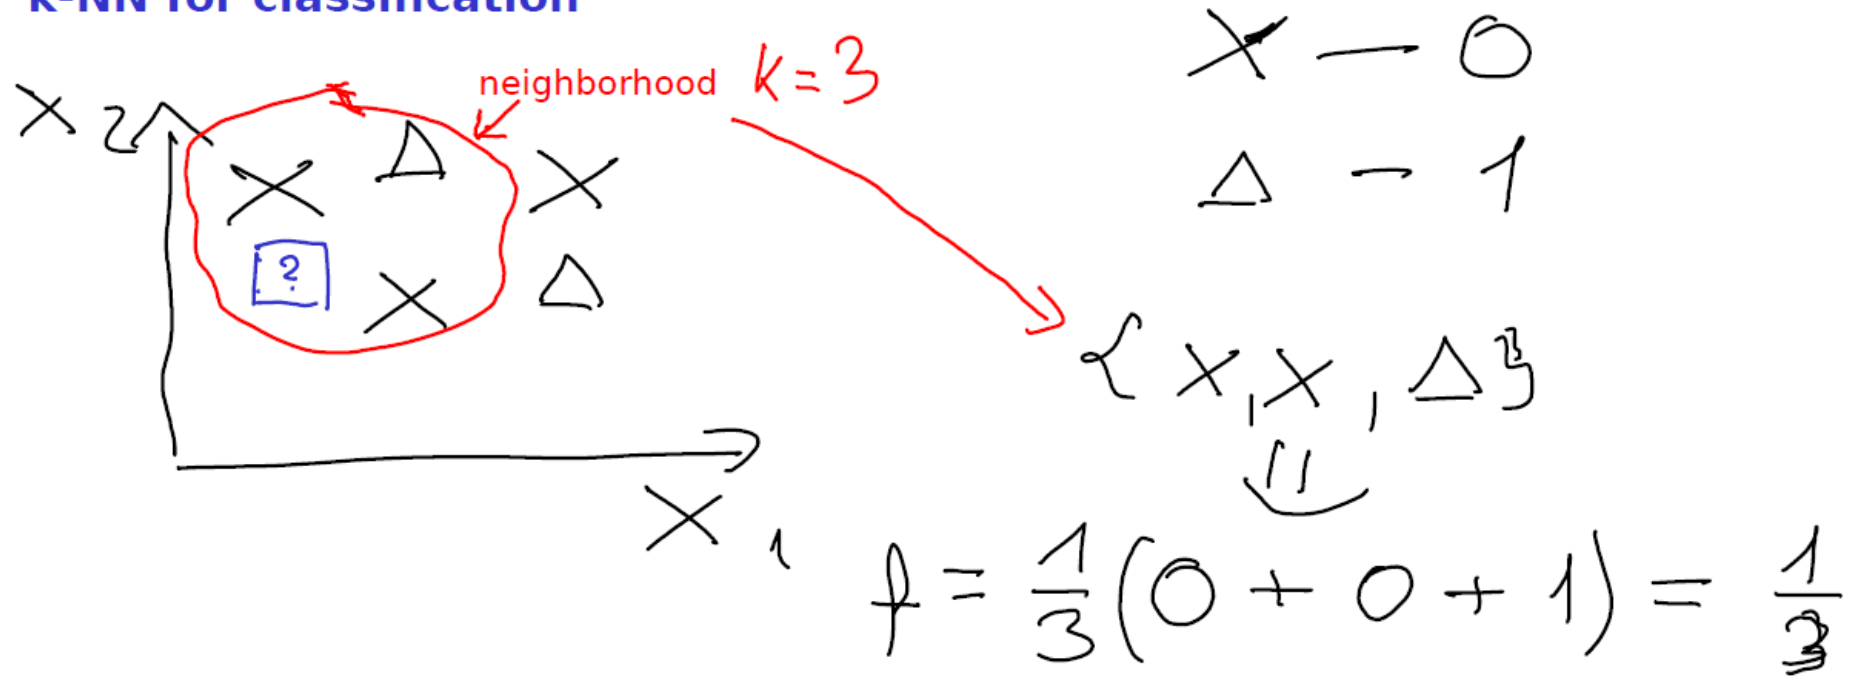 k-NN for classification
neighborhood k = 3
X — 0
Δ — 1
x2
X Δ X
? X Δ
{ X, X, Δ }
x1
f = 1/3 (0 + 0 + 1) = 1/3